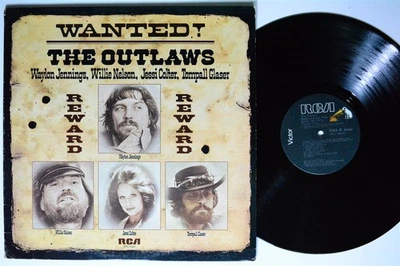 WANTED!
THE OUTLAWS
Waylon Jennings, Willie Nelson, Jessi Colter, Tompall Glaser
REWARD
REWARD
Waylon Jennings
Willie Nelson
Jessi Colter
Tompall Glaser
RCA
RCA
Victor